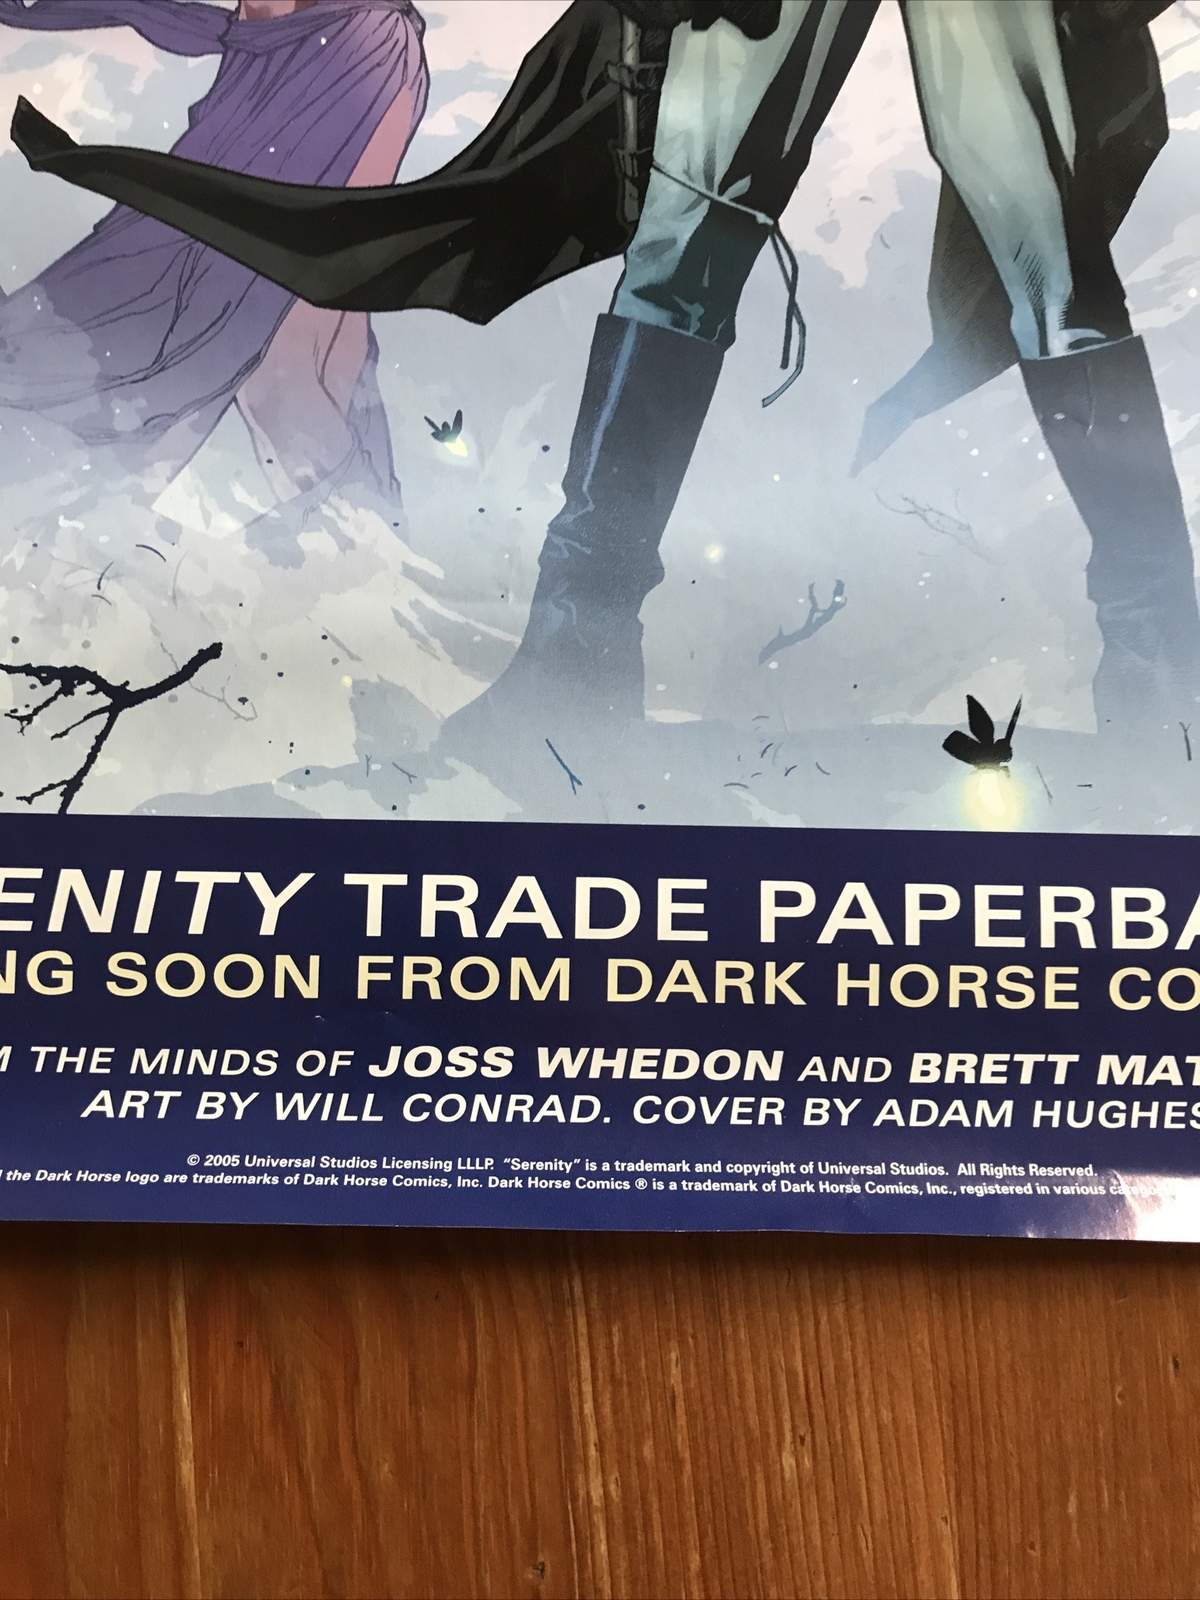 ENITY TRADE PAPERBA
NG SOON FROM DARK HORSE CO
M THE MINDS OF JOSS WHEDON AND BRETT MAT
ART BY WILL CONRAD. COVER BY ADAM HUGHES
© 2005 Universal Studios Licensing LLLP. “Serenity” is a trademark and copyright of Universal Studios. All Rights Reserved.
the Dark Horse logo are trademarks of Dark Horse Comics, Inc. Dark Horse Comics ® is a trademark of Dark Horse Comics, Inc., registered in various